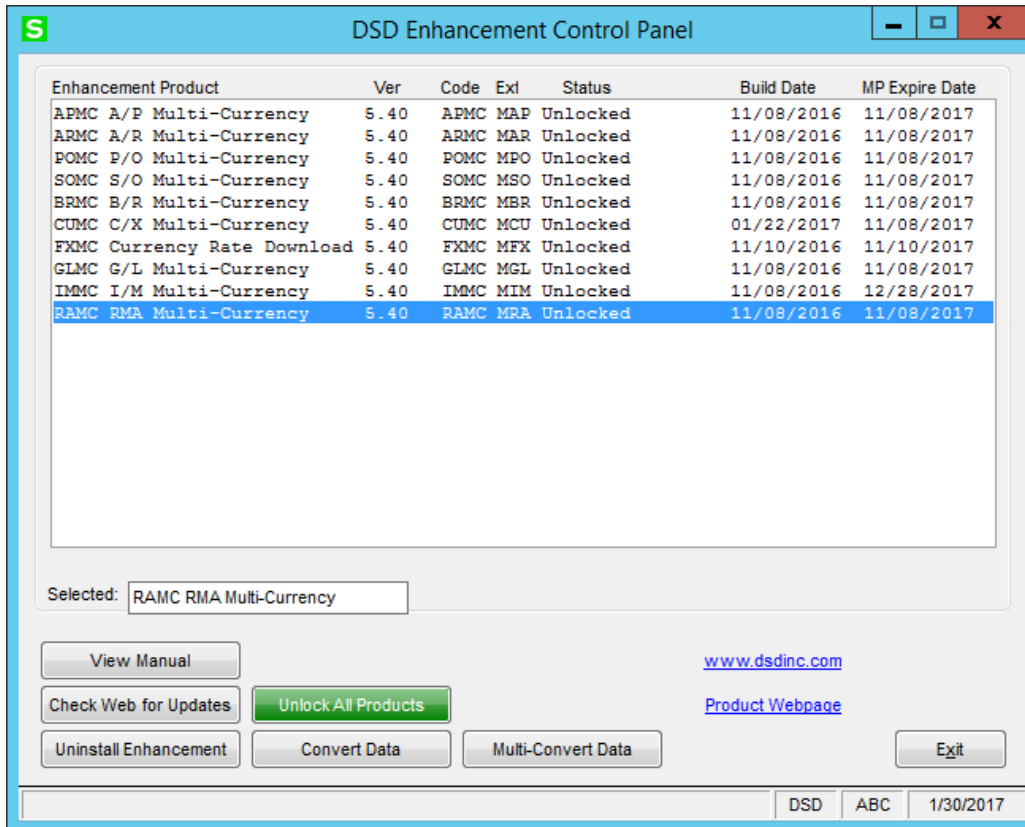 S DSD Enhancement Control Panel X
Enhancement Product Ver Code Ext Status Build Date MP Expire Date
APMC A/P Multi-Currency 5.40 APMC MAP Unlocked 11/08/2016 11/08/2017
ARMC A/R Multi-Currency 5.40 ARMC MAR Unlocked 11/08/2016 11/08/2017
POMC P/O Multi-Currency 5.40 POMC MPO Unlocked 11/08/2016 11/08/2017
SOMC S/O Multi-Currency 5.40 SOMC MSO Unlocked 11/08/2016 11/08/2017
BRMC B/R Multi-Currency 5.40 BRMC MBR Unlocked 11/08/2016 11/08/2017
CUMC C/X Multi-Currency 5.40 CUMC MCU Unlocked 01/22/2017 11/08/2017
FXMC Currency Rate Download 5.40 FXMC MFX Unlocked 11/10/2016 11/10/2017
GLMC G/L Multi-Currency 5.40 GLMC MGL Unlocked 11/08/2016 11/08/2017
IMMC I/M Multi-Currency 5.40 IMMC MIM Unlocked 11/08/2016 12/28/2017
RAMC RMA Multi-Currency 5.40 RAMC MRA Unlocked 11/08/2016 11/08/2017
Selected: RAMC RMA Multi-Currency
View Manual www.dsdinc.com
Check Web for Updates Unlock All Products Product Webpage
Uninstall Enhancement Convert Data Multi-Convert Data Exit
DSD ABC 1/30/2017